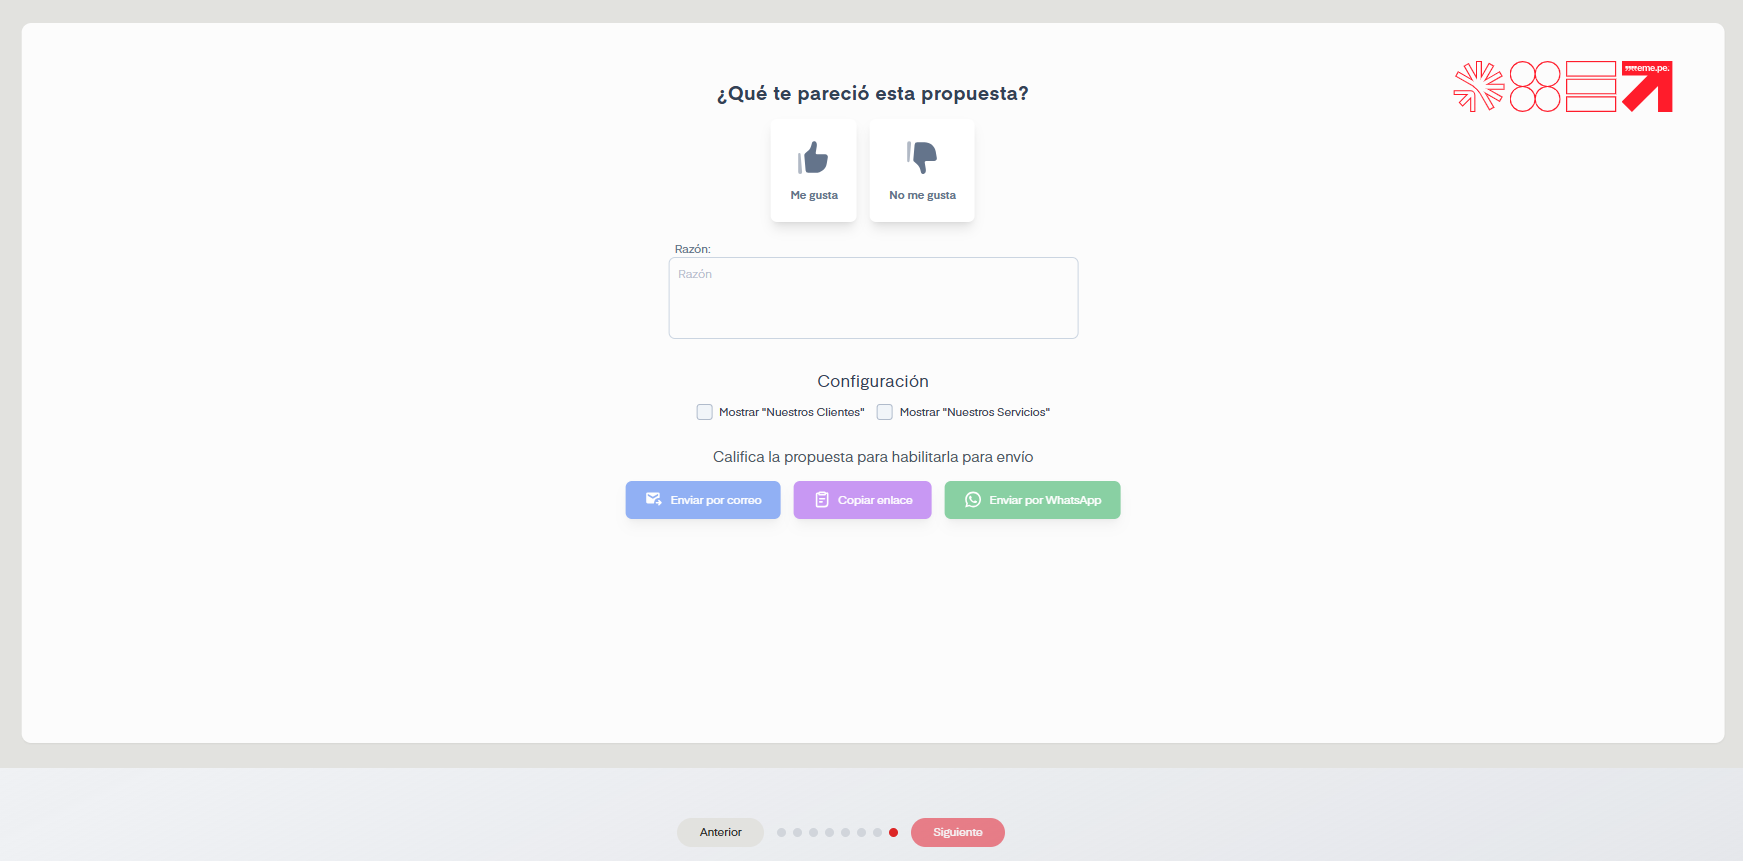 ¿Qué te pareció esta propuesta?
Me gusta
No me gusta
Razón:
Razón
Configuración
Mostrar "Nuestros Clientes"
Mostrar "Nuestros Servicios"
Califica la propuesta para habilitarla para envío
Enviar por correo
Copiar enlace
Enviar por WhatsApp
Anterior
Siguiente